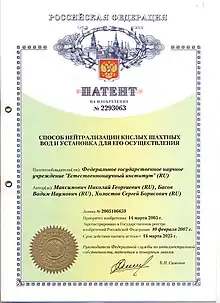 РОССИЙСКАЯ ФЕДЕРАЦИЯ
ПАТЕНТ
НА ИЗОБРЕТЕНИЕ
№ 2293063
СПОСОБ НЕЙТРАЛИЗАЦИИ КИСЛЫХ ШАХТНЫХ
ВОД И УСТАНОВКА ДЛЯ ЕГО ОСУЩЕСТВЛЕНИЯ
Патентообладатель(ли): Федеральное государственное научное
учреждение "Естественнонаучный институт" (RU)
Автор(ы): Максимович Николай Георгиевич (RU), Басов
Вадим Наумович (RU), Холостов Сергей Борисович (RU)
Заявка № 2005106639
Приоритет изобретения 14 марта 2005 г.
Зарегистрировано в Государственном реестре
изобретений Российской Федерации 10 февраля 2007 г.
Срок действия патента истекает 14 марта 2025 г.
Руководитель Федеральной службы по интеллектуальной
собственности, патентам и товарным знакам
Б.П. Симонов